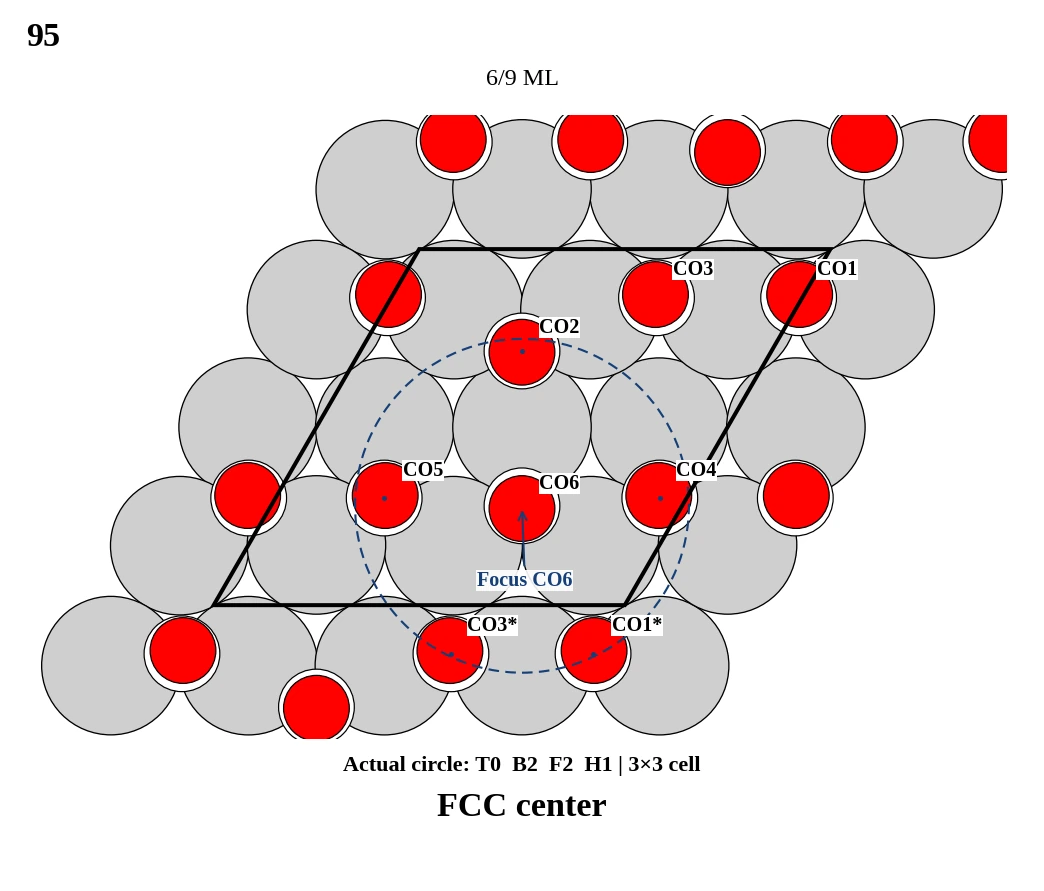 95
6/9 ML
CO3
CO1
CO2
CO5
CO6
CO4
Focus CO6
CO3*
CO1*
Actual circle: T0 B2 F2 H1 | 3×3 cell
FCC center